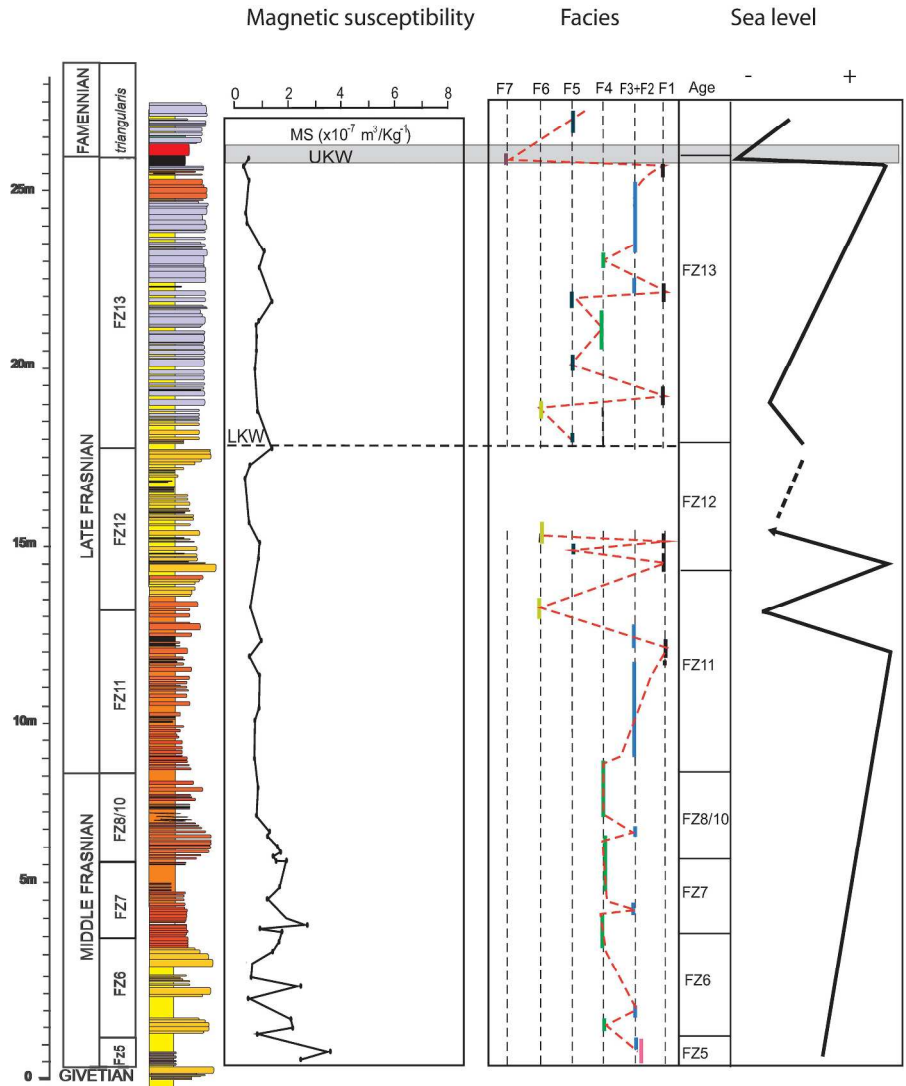 Magnetic susceptibility Facies Sea level
- +
0 2 4 6 8
F7 F6 F5 F4 F3+F2 F1 Age
MS (x10⁻⁷ m³/Kg⁻¹)
UKW
FAMENNIAN
triangularis
25m
FZ13
FZ13
20m
LKW
LATE FRASNIAN
FZ12
FZ12
15m
FZ11
FZ11
10m
FZ8/10
FZ8/10
MIDDLE FRASNIAN
5m
FZ7
FZ7
FZ6
FZ6
Fz5
FZ5
0
GIVETIAN